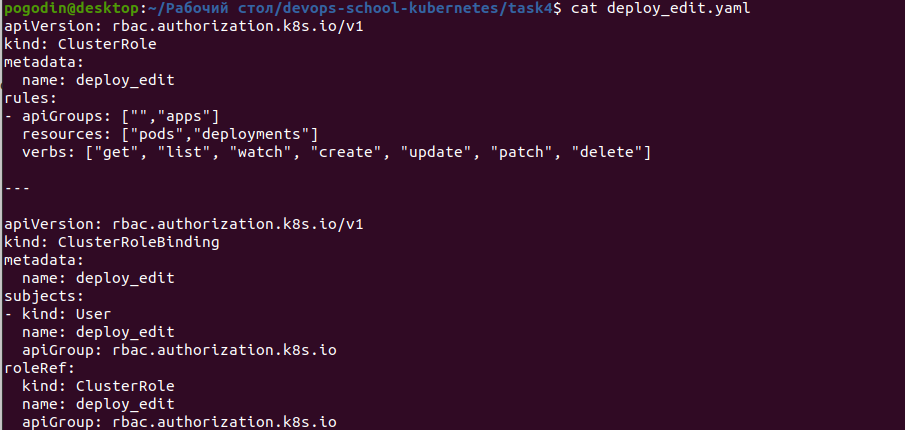 pogodin@desktop:~/Рабочий стол/devops-school-kubernetes/task4$ cat deploy_edit.yaml
apiVersion: rbac.authorization.k8s.io/v1
kind: ClusterRole
metadata:
  name: deploy_edit
rules:
- apiGroups: ["","apps"]
  resources: ["pods","deployments"]
  verbs: ["get", "list", "watch", "create", "update", "patch", "delete"]

---

apiVersion: rbac.authorization.k8s.io/v1
kind: ClusterRoleBinding
metadata:
  name: deploy_edit
subjects:
- kind: User
  name: deploy_edit
  apiGroup: rbac.authorization.k8s.io
roleRef:
  kind: ClusterRole
  name: deploy_edit
  apiGroup: rbac.authorization.k8s.io